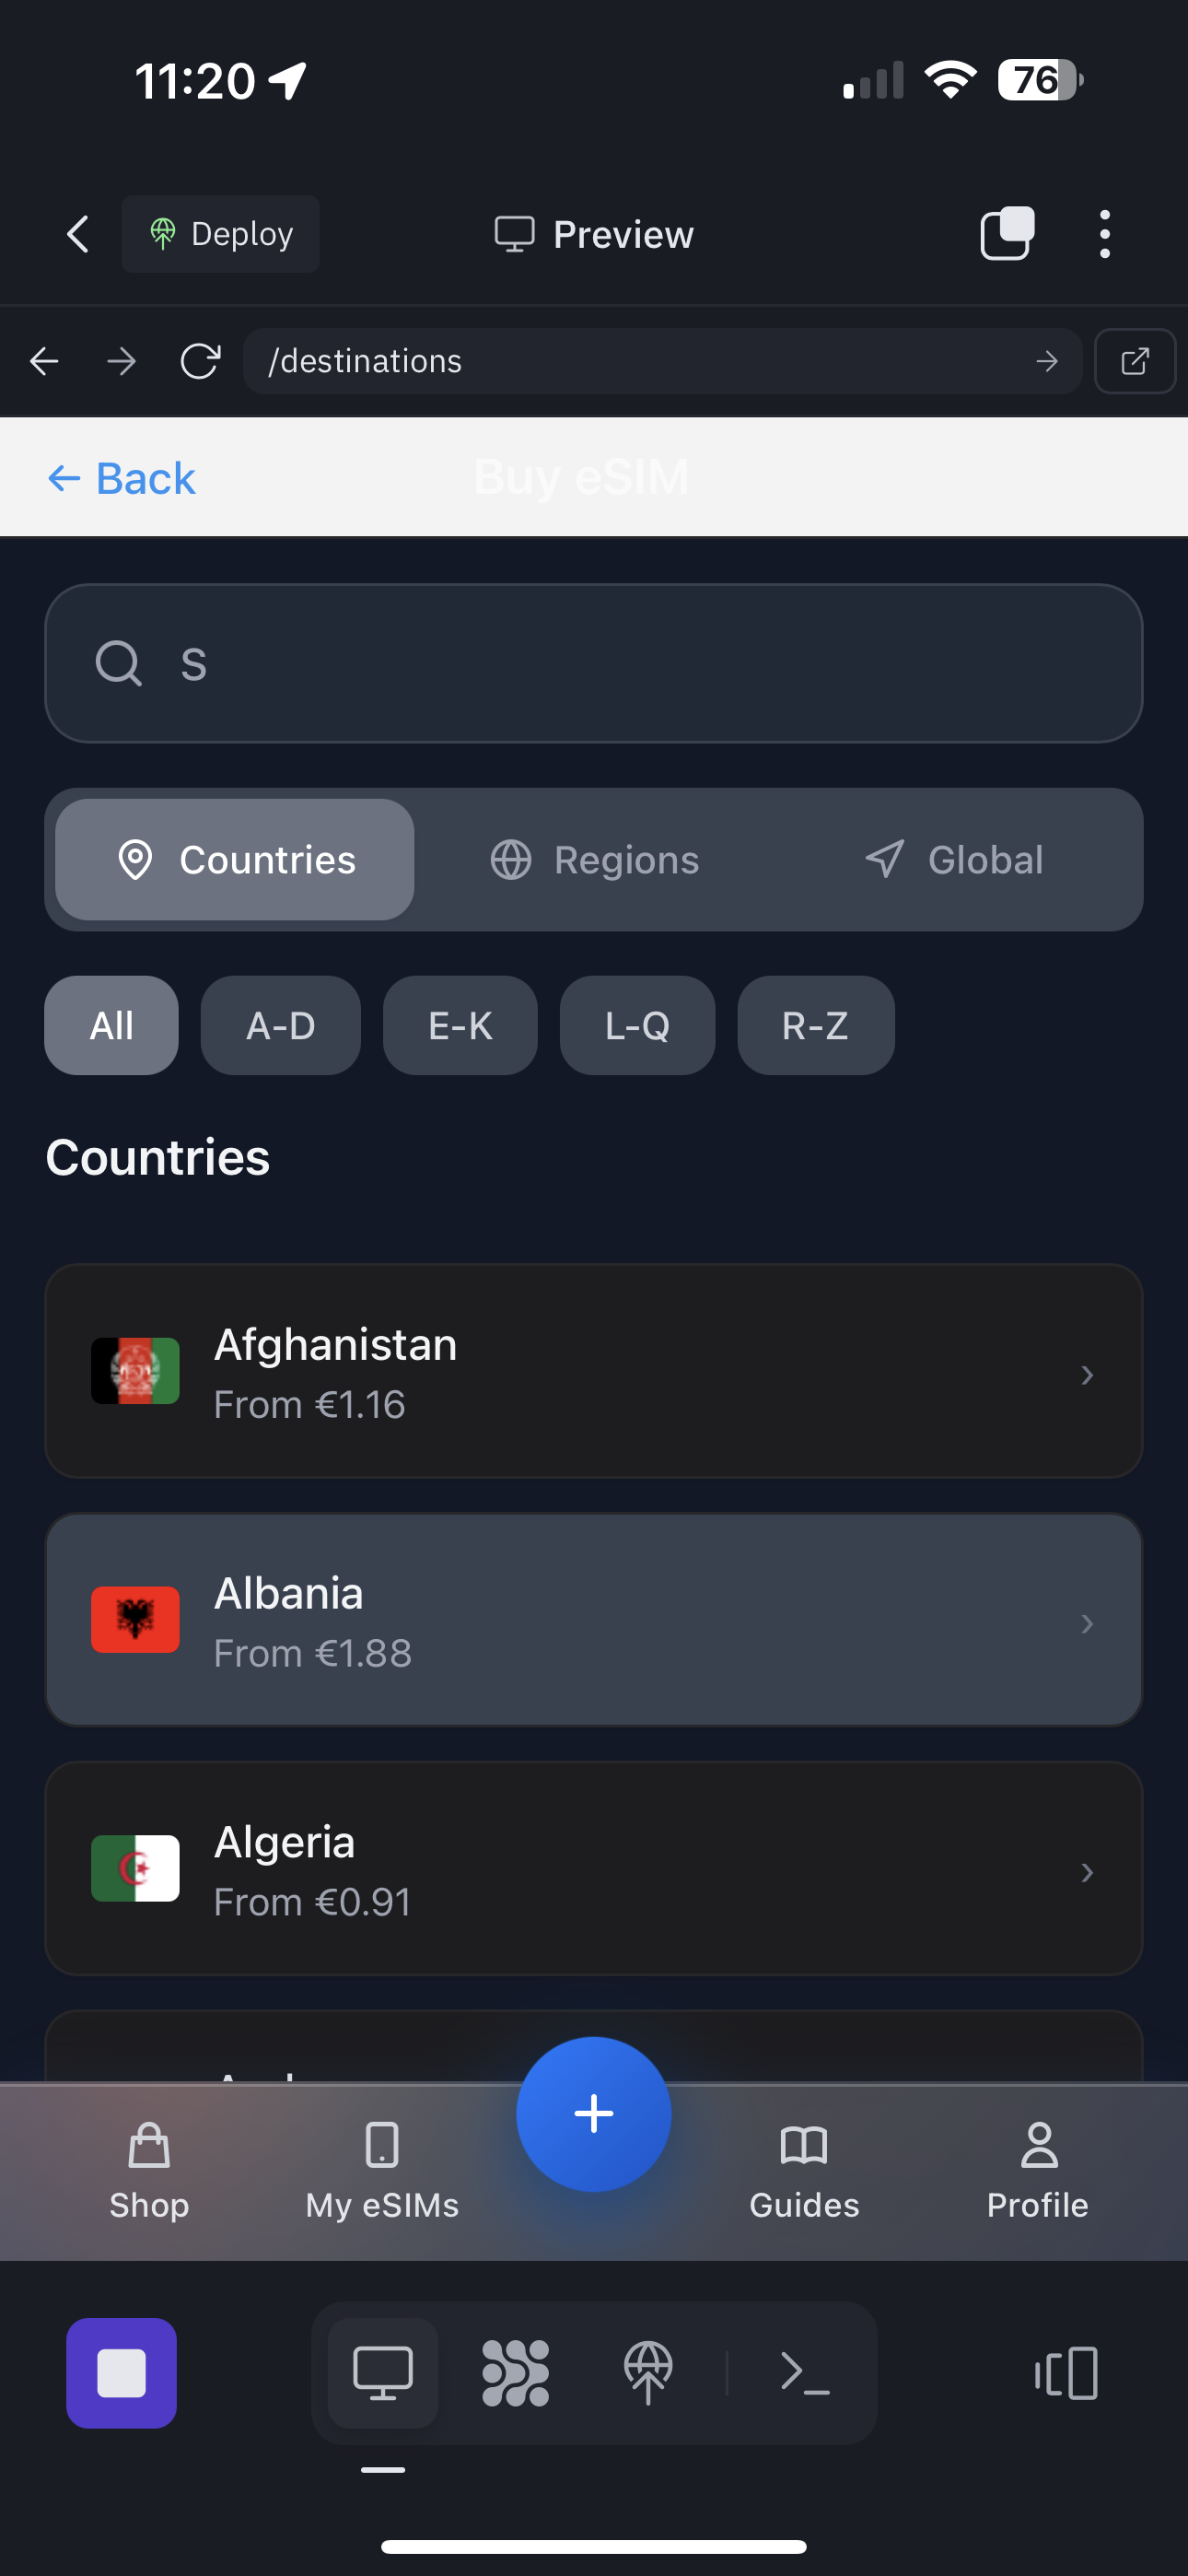 11:20
76
Deploy
Preview
/destinations
Back
Buy eSIM
S
Countries
Regions
Global
All
A-D
E-K
L-Q
R-Z
Countries
Afghanistan
From €1.16
Albania
From €1.88
Algeria
From €0.91
Shop
My eSIMs
Guides
Profile